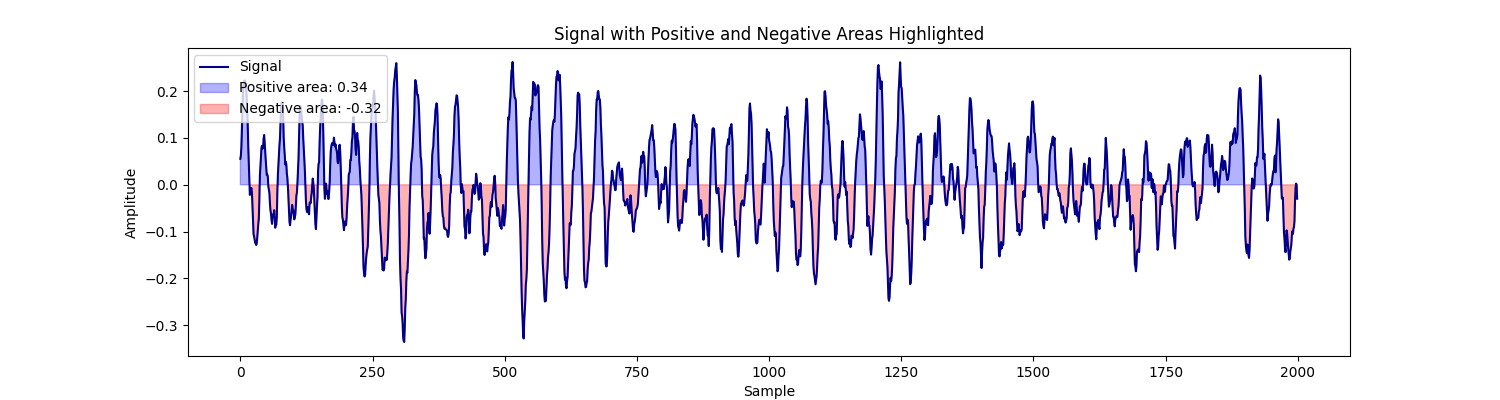 Signal with Positive and Negative Areas Highlighted
Signal
Positive area: 0.34
Negative area: -0.32
Amplitude
0.2
0.1
0.0
−0.1
−0.2
−0.3
0 250 500 750 1000 1250 1500 1750 2000
Sample